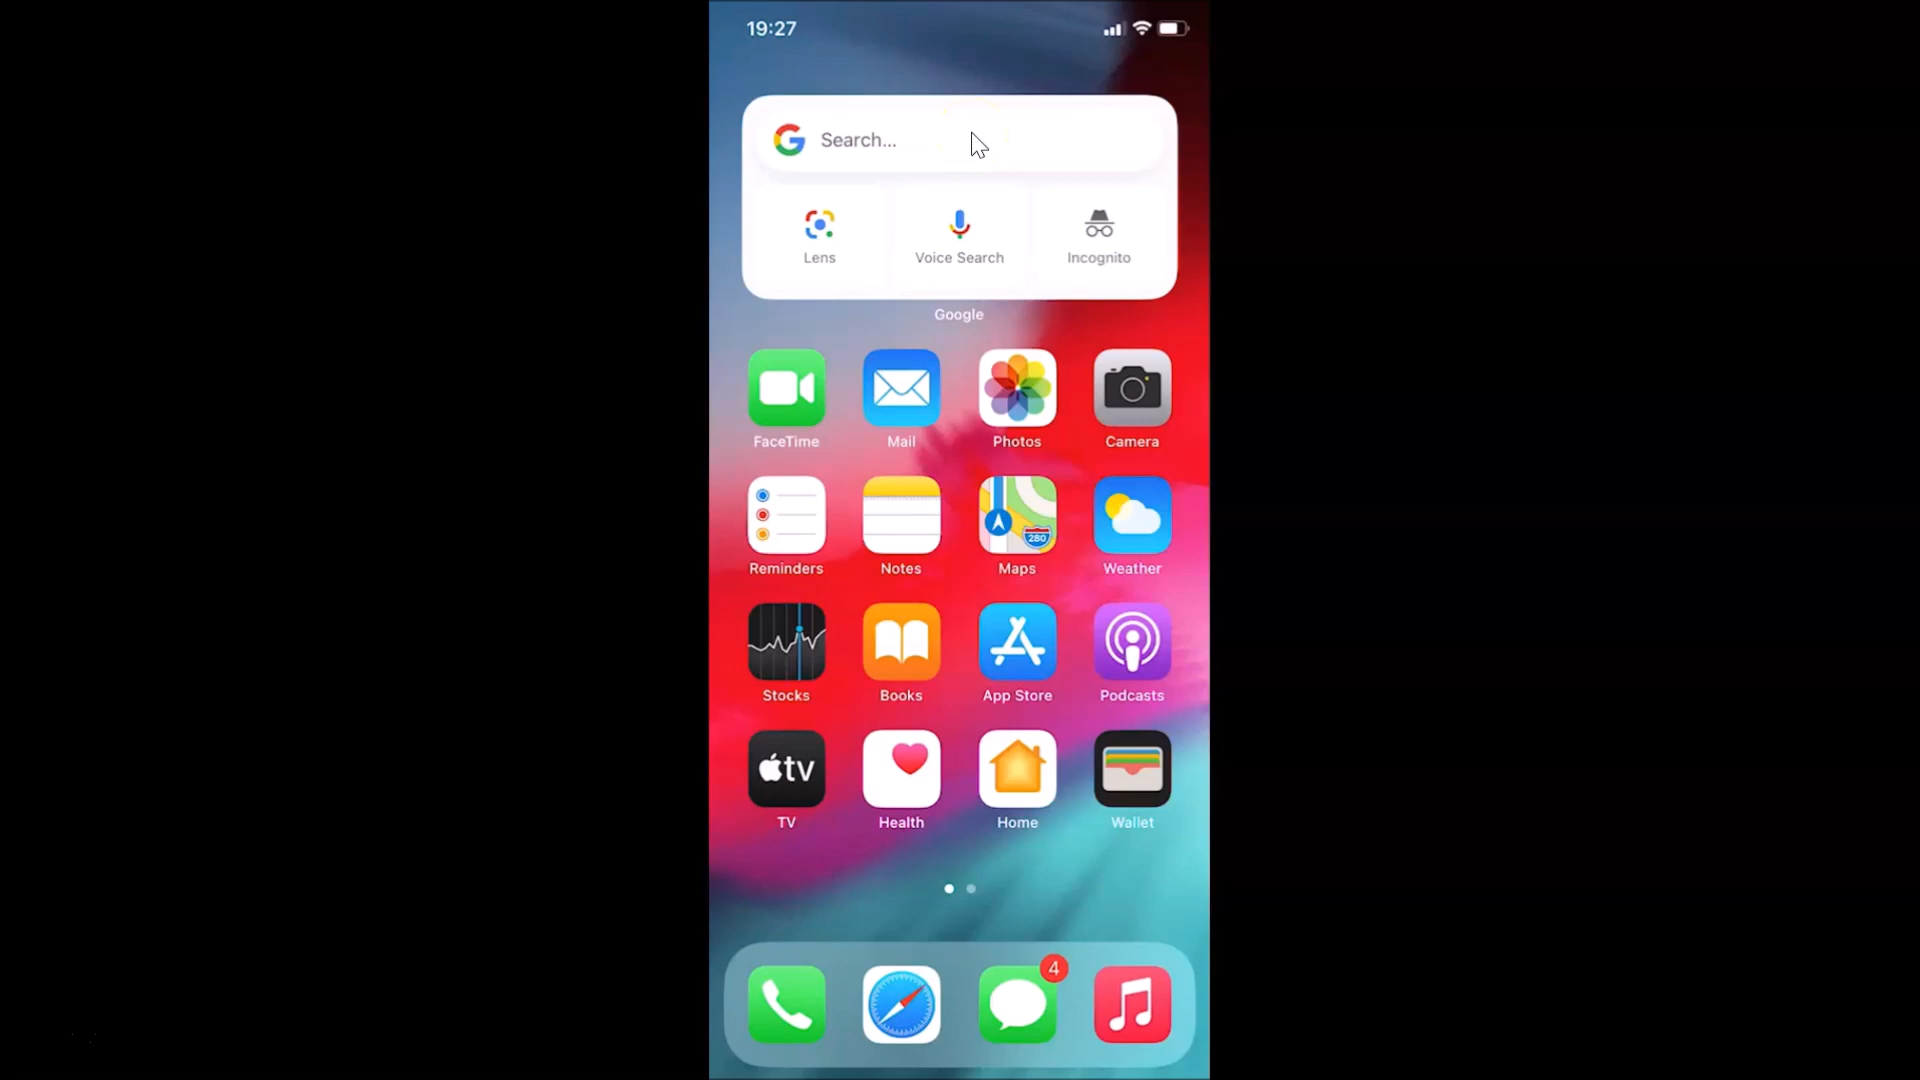 19:27
Search...
Lens Voice Search Incognito
Google
FaceTime Mail Photos Camera
280
Reminders Notes Maps Weather
Stocks Books App Store Podcasts
tv
TV Health Home Wallet
4